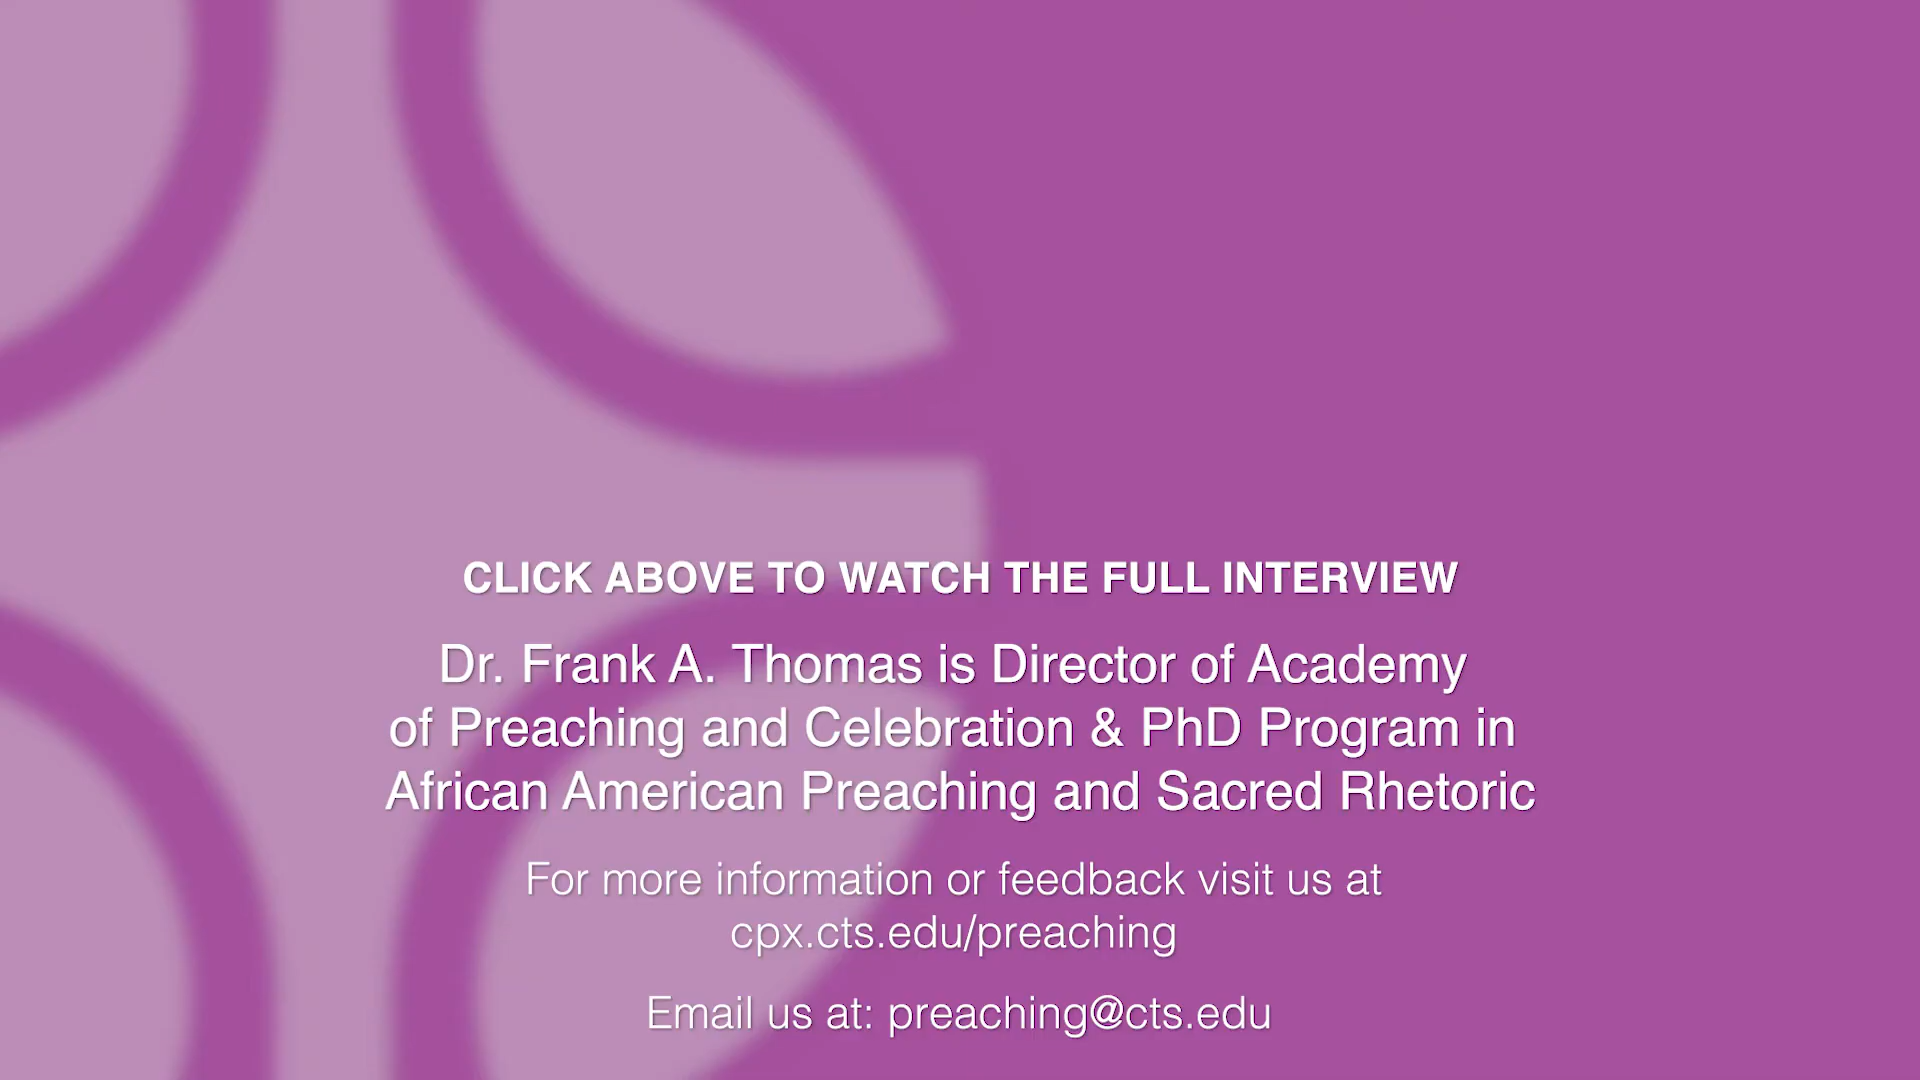 CLICK ABOVE TO WATCH THE FULL INTERVIEW
Dr. Frank A. Thomas is Director of Academy
of Preaching and Celebration & PhD Program in
African American Preaching and Sacred Rhetoric
For more information or feedback visit us at
cpx.cts.edu/preaching
Email us at: preaching@cts.edu